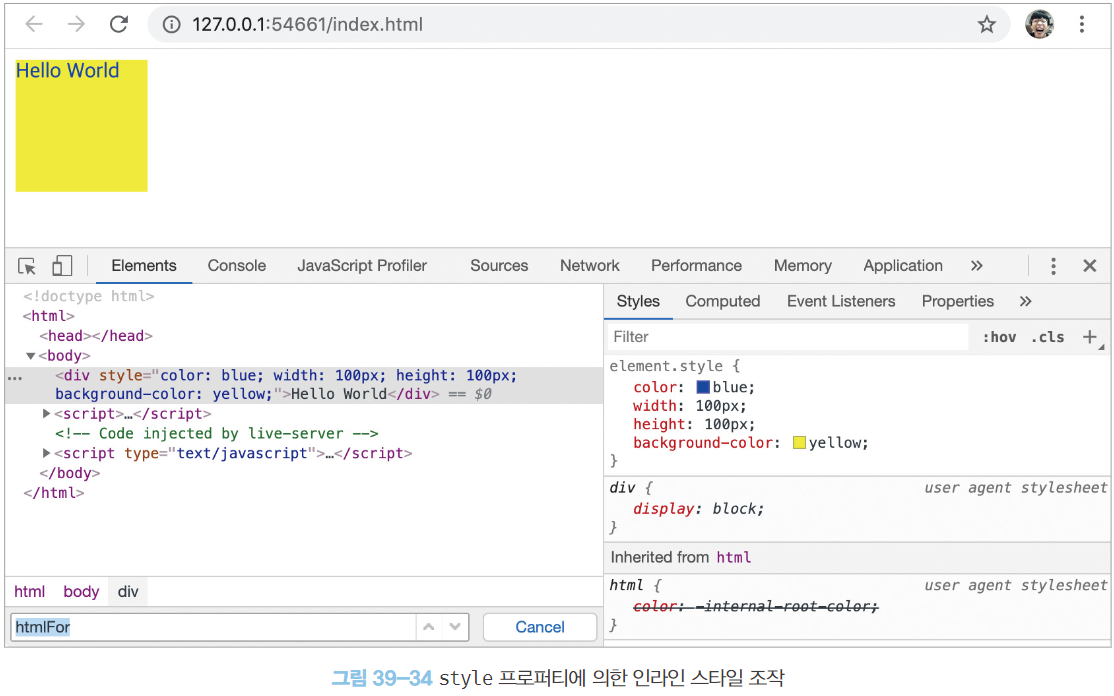 127.0.0.1:54661/index.html
Hello World
Elements Console JavaScript Profiler Sources Network Performance Memory Application »
<!doctype html>
<html>
<head></head>
▼<body>
… <div style="color: blue; width: 100px; height: 100px;
background-color: yellow;">Hello World</div> == $0
▶<script>…</script>
<!-- Code injected by live-server -->
▶<script type="text/javascript">…</script>
</body>
</html>
html body div
htmlFor Cancel
Styles Computed Event Listeners Properties »
Filter :hov .cls +
element.style {
color: blue;
width: 100px;
height: 100px;
background-color: yellow;
}
div { user agent stylesheet
display: block;
}
Inherited from html
html { user agent stylesheet
color: -internal-root-color;
}
그림 39-34 style 프로퍼티에 의한 인라인 스타일 조작